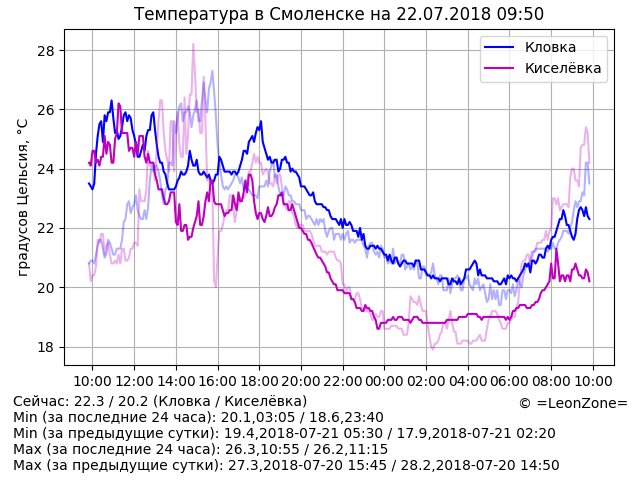 Температура в Смоленске на 22.07.2018 09:50
Кловка
Киселёвка
градусов Цельсия, °C
28
26
24
22
20
18
10:00 12:00 14:00 16:00 18:00 20:00 22:00 00:00 02:00 04:00 06:00 08:00 10:00
Сейчас: 22.3 / 20.2 (Кловка / Киселёвка)
© =LeonZone=
Min (за последние 24 часа): 20.1,03:05 / 18.6,23:40
Min (за предыдущие сутки): 19.4,2018-07-21 05:30 / 17.9,2018-07-21 02:20
Max (за последние 24 часа): 26.3,10:55 / 26.2,11:15
Max (за предыдущие сутки): 27.3,2018-07-20 15:45 / 28.2,2018-07-20 14:50